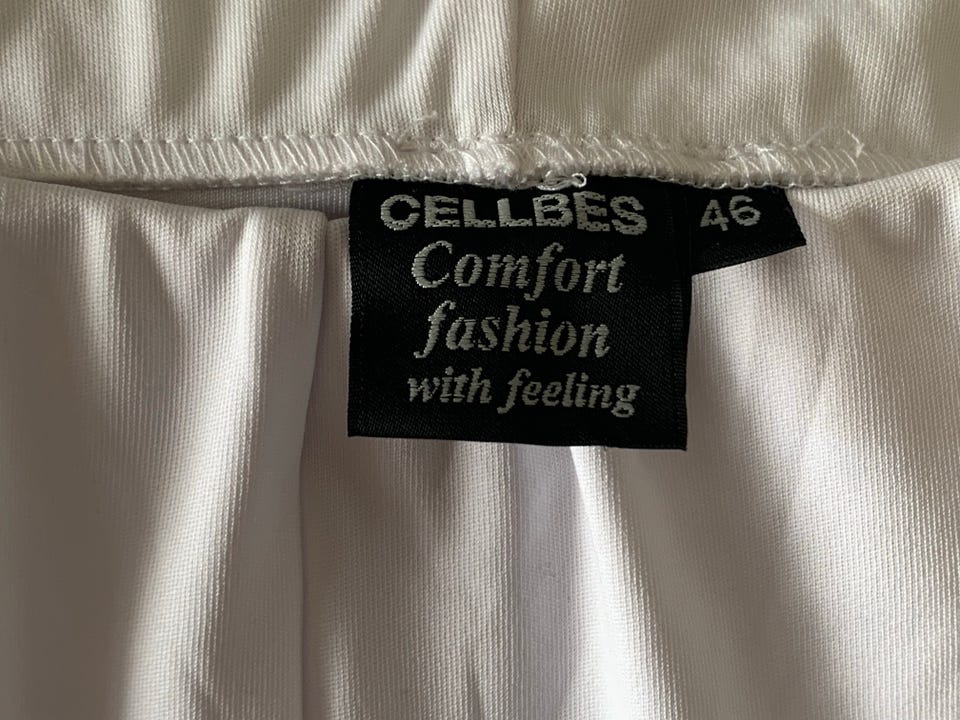 CELLBES
46
Comfort
fashion
with feeling